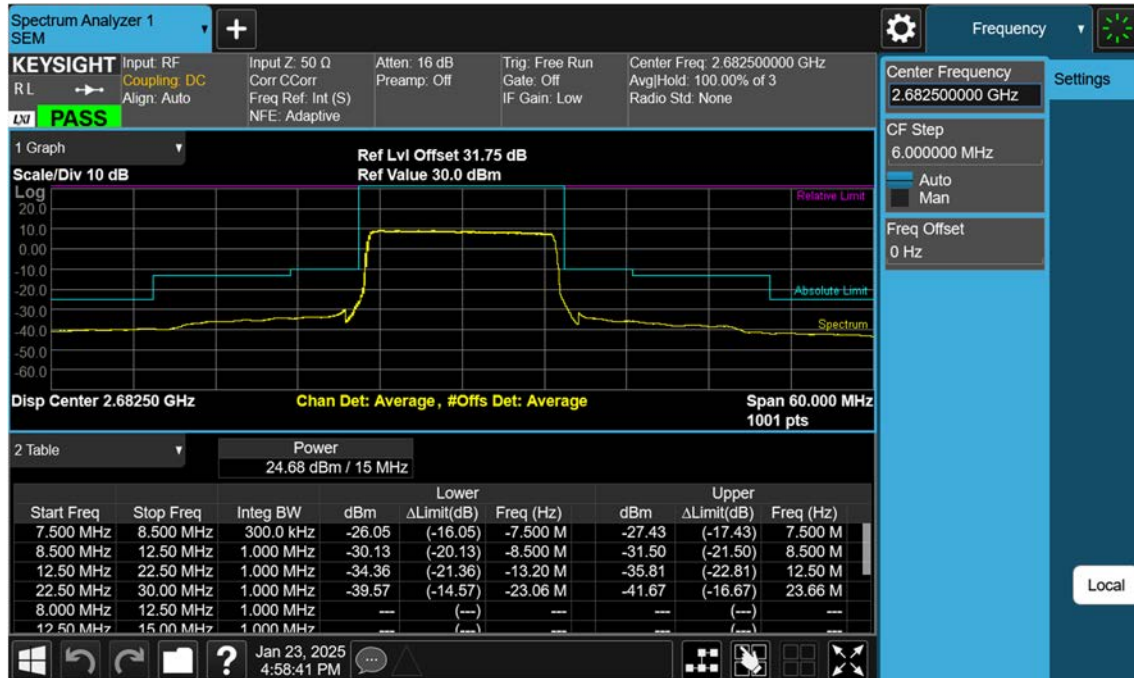 Spectrum Analyzer 1
SEM
Frequency
KEYSIGHT
RL
LXI
PASS
Input: RF
Coupling: DC
Align: Auto
Input Z: 50 Ω
Corr CCorr
Freq Ref: Int (S)
NFE: Adaptive
Atten: 16 dB
Preamp: Off
Trig: Free Run
Gate: Off
IF Gain: Low
Center Freq: 2.682500000 GHz
Avg|Hold: 100.00% of 3
Radio Std: None
Center Frequency
2.682500000 GHz
Settings
CF Step
6.000000 MHz
Auto
Man
Freq Offset
0 Hz
1 Graph
Scale/Div 10 dB
Ref Lvl Offset 31.75 dB
Ref Value 30.0 dBm
Log
20.0
10.0
0.00
-10.0
-20.0
-30.0
-40.0
-50.0
-60.0
Relative Limit
Absolute Limit
Spectrum
Disp Center 2.68250 GHz
Chan Det: Average, #Offs Det: Average
Span 60.000 MHz
1001 pts
2 Table
Power
24.68 dBm / 15 MHz
Lower Upper
Start Freq Stop Freq Integ BW dBm ΔLimit(dB) Freq (Hz) dBm ΔLimit(dB) Freq (Hz)
7.500 MHz 8.500 MHz 300.0 kHz -26.05 (-16.05) -7.500 M -27.43 (-17.43) 7.500 M
8.500 MHz 12.50 MHz 1.000 MHz -30.13 (-20.13) -8.500 M -31.50 (-21.50) 8.500 M
12.50 MHz 22.50 MHz 1.000 MHz -34.36 (-21.36) -13.20 M -35.81 (-22.81) 12.50 M
22.50 MHz 30.00 MHz 1.000 MHz -39.57 (-14.57) -23.06 M -41.67 (-16.67) 23.66 M
8.000 MHz 12.50 MHz 1.000 MHz --- (---) --- --- (---) ---
12.50 MHz 15.00 MHz 1.000 MHz --- (---) --- --- (---) ---
Local
?
Jan 23, 2025
4:58:41 PM